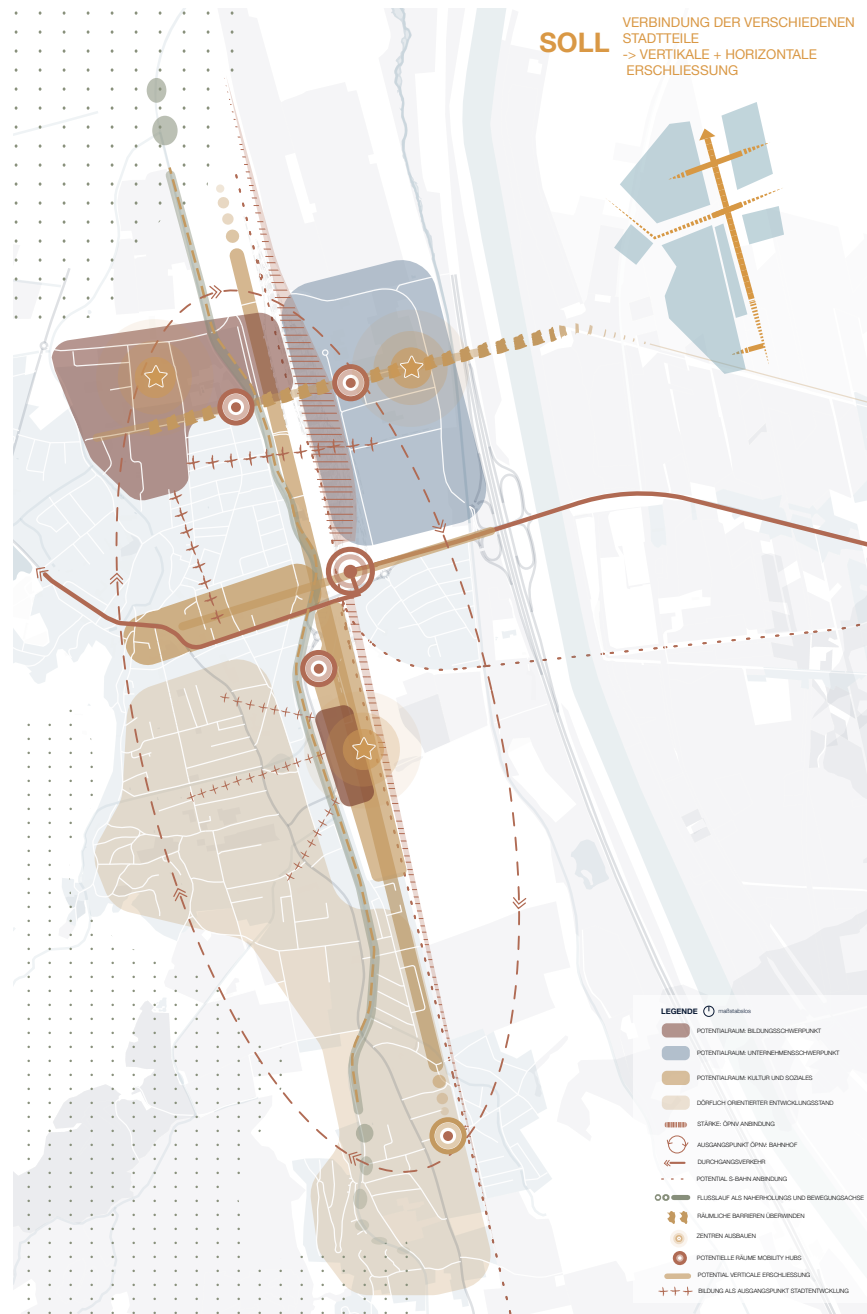 SOLL
VERBINDUNG DER VERSCHIEDENEN
STADTTEILE
-> VERTIKALE + HORIZONTALE
ERSCHLIESSUNG
LEGENDE maßstabslos
POTENTIALRAUM: BILDUNGSSCHWERPUNKT
POTENTIALRAUM: UNTERNEHMENSSCHWERPUNKT
POTENTIALRAUM: KULTUR UND SOZIALES
DÖRFLICH ORIENTIERTER ENTWICKLUNGSSTAND
STÄRKE: ÖPNV ANBINDUNG
AUSGANGSPUNKT ÖPNV: BAHNHOF
DURCHGANGSVERKEHR
POTENTIAL S-BAHN ANBINDUNG
FLUSSLAUF ALS NAHERHOLUNGS UND BEWEGUNGSACHSE
RÄUMLICHE BARRIEREN ÜBERWINDEN
ZENTREN AUSBAUEN
POTENTIELLE RÄUME MOBILITY HUBS
POTENTIAL VERTICALE ERSCHLIESSUNG
BILDUNG ALS AUSGANGSPUNKT STADTENTWCKLUNG